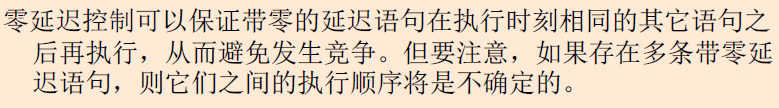 零延迟控制可以保证带零的延迟语句在执行时刻相同的其它语句之
后再执行，从而避免发生竞争。但要注意，如果存在多条带零延
迟语句，则它们之间的执行顺序将是不确定的。